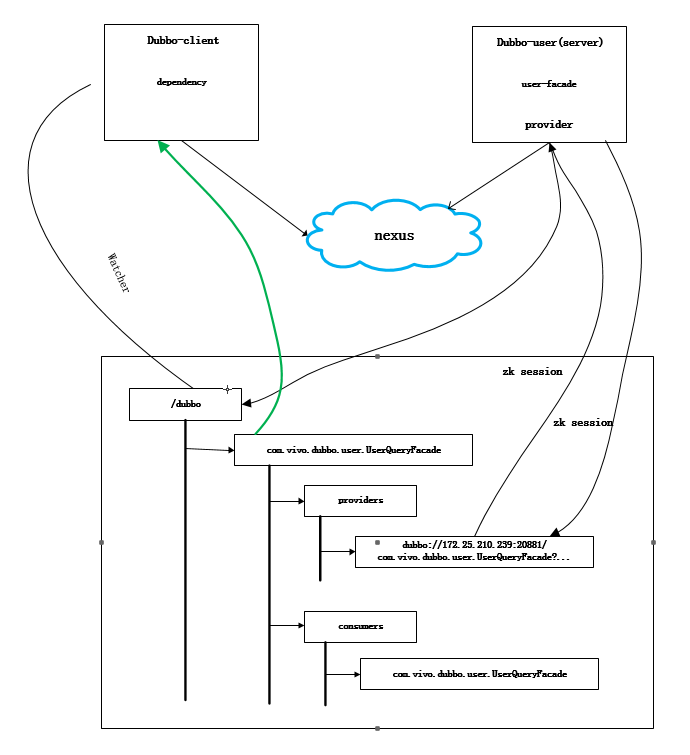 Dubbo-client
dependency
Dubbo-user(server)
user-facade
provider
nexus
Watcher
zk session
zk session
/dubbo
com.vivo.dubbo.user.UserQueryFacade
providers
dubbo://172.25.210.239:20881/
com.vivo.dubbo.user.UserQueryFacade?...
consumers
com.vivo.dubbo.user.UserQueryFacade